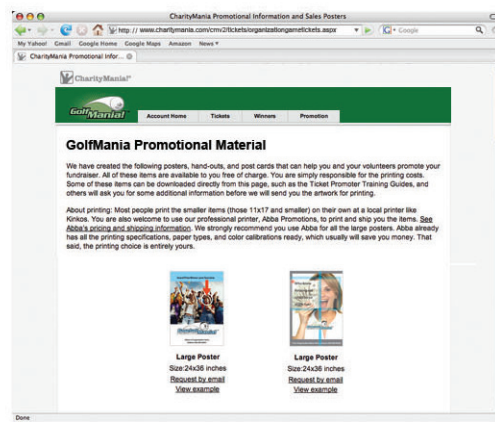 CharityMania Promotional Information and Sales Posters
http://www.charitymania.com/cmv2/tickets/organizationgametickets.aspx
Google
My Yahoo! Gmail Google Home Google Maps Amazon News
CharityMania Promotional Infor...
CharityMania!
GolfMania!
Account Home Tickets Winners Promotion
GolfMania Promotional Material
We have created the following posters, hand-outs, and post cards that can help you and your volunteers promote your
fundraiser. All of these items are available to you free of charge. You are simply responsible for the printing costs.
Some of these items can be downloaded directly from this page, such as the Ticket Promoter Training Guides, and
others will ask you for some additional information before we will send you the artwork for printing.
About printing: Most people print the smaller items (those 11x17 and smaller) on their own at a local printer like
Kinkos. You are also welcome to use our professional printer, Abba Promotions, to print and ship you the items. See
Abba's pricing and shipping information. We strongly recommend you use Abba for all the large posters. Abba already
has all the printing specifications, paper types, and color calibrations ready, which usually will save you money. That
said, the printing choice is entirely yours.
Large Poster Large Poster
Size:24x36 inches Size:24x36 inches
Request by email Request by email
View example View example
Done